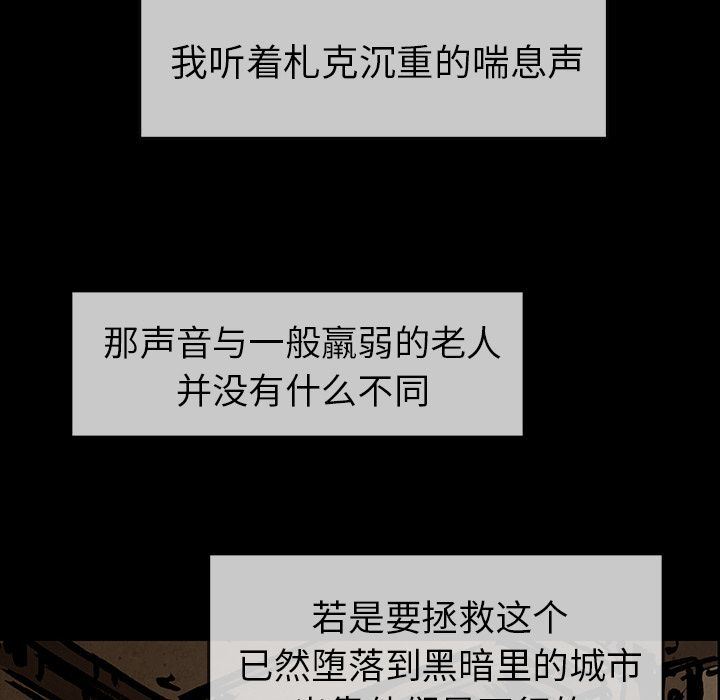 我听着札克沉重的喘息声
那声音与一般羸弱的老人
并没有什么不同
若是要拯救这个
已然堕落到黑暗里的城市